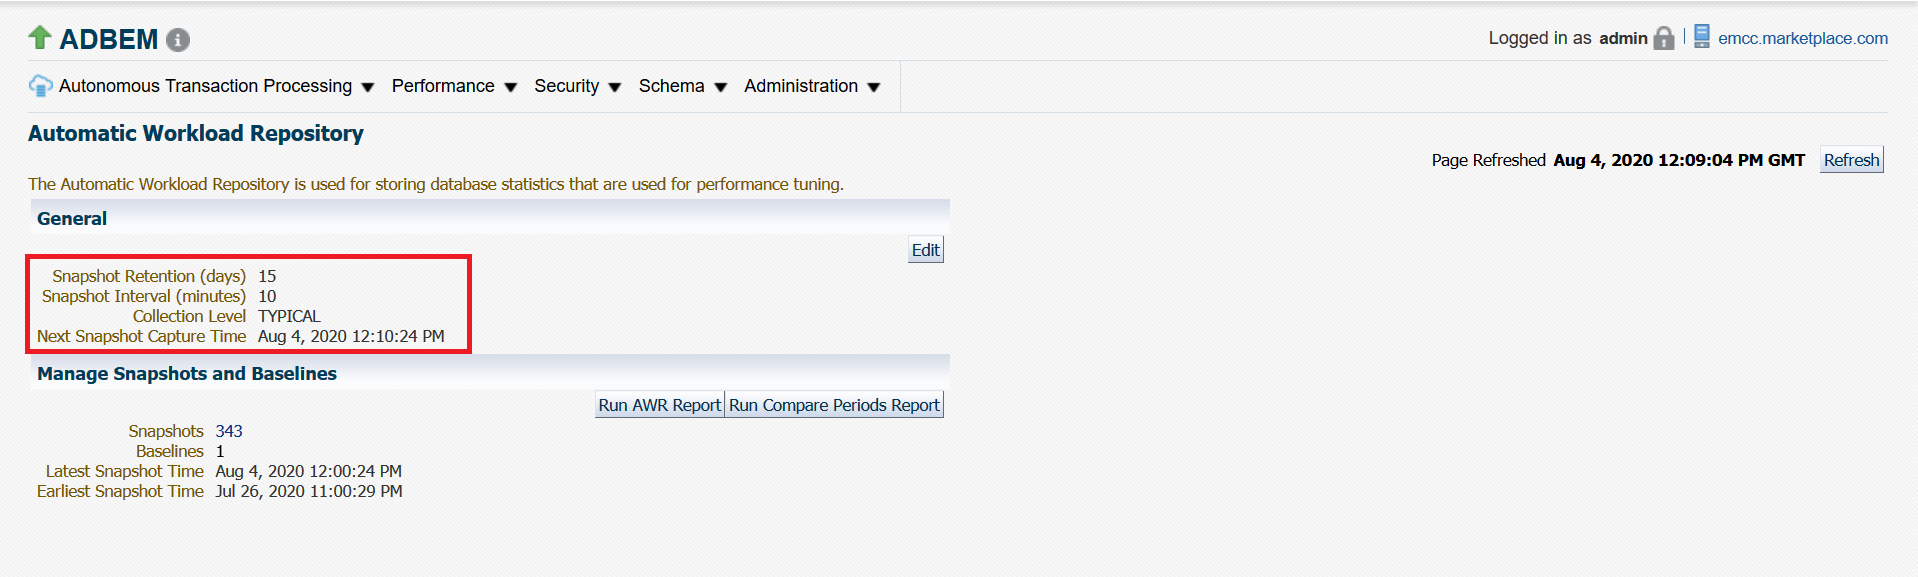 ADBEM
Logged in as admin
emcc.marketplace.com
Autonomous Transaction Processing Performance Security Schema Administration
Automatic Workload Repository
Page Refreshed Aug 4, 2020 12:09:04 PM GMT Refresh
The Automatic Workload Repository is used for storing database statistics that are used for performance tuning.
General
Edit
Snapshot Retention (days) 15
Snapshot Interval (minutes) 10
Collection Level TYPICAL
Next Snapshot Capture Time Aug 4, 2020 12:10:24 PM
Manage Snapshots and Baselines
Run AWR Report Run Compare Periods Report
Snapshots 343
Baselines 1
Latest Snapshot Time Aug 4, 2020 12:00:24 PM
Earliest Snapshot Time Jul 26, 2020 11:00:29 PM